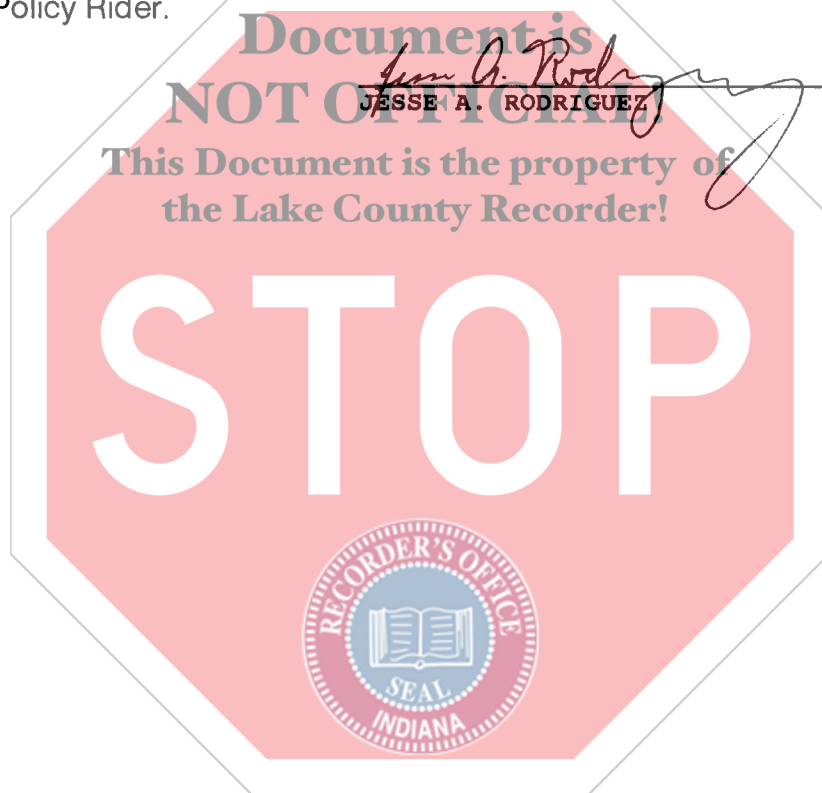 Policy Rider.
Document is
NOT OFFICIAL!
JESSE A. RODRIGUEZ
This Document is the property of
the Lake County Recorder!
STOP
RECORDER'S OFFICE
SEAL
INDIANA